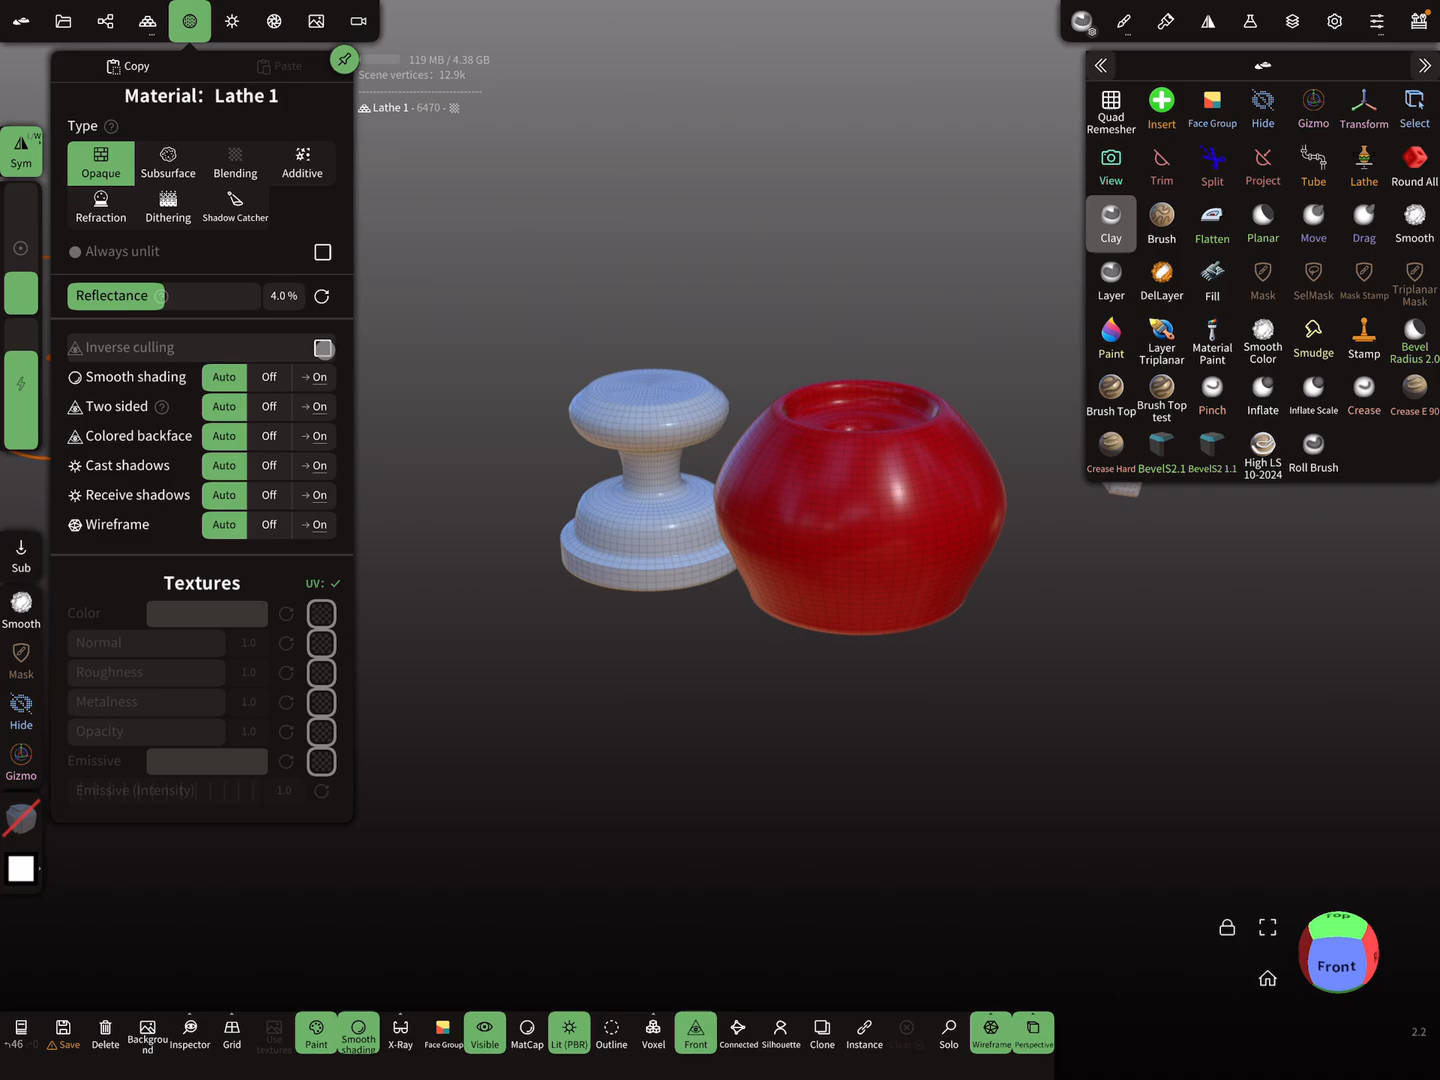 Copy
Paste
119 MB / 4.38 GB
Scene vertices: 12.9k
Lathe 1 - 6470 -
Material: Lathe 1
Type
Opaque
Subsurface
Blending
Additive
Refraction
Dithering
Shadow Catcher
Always unlit
Reflectance
4.0 %
Inverse culling
Smooth shading Auto Off → On
Two sided Auto Off → On
Colored backface Auto Off → On
Cast shadows Auto Off → On
Receive shadows Auto Off → On
Wireframe Auto Off → On
Textures
UV: ✓
Color
Normal 1.0
Roughness 1.0
Metalness 1.0
Opacity 1.0
Emissive
Emissive (Intensity) 1.0
Sym
Sub
Smooth
Mask
Hide
Gizmo
Quad
Remesher
Insert
Face Group
Hide
Gizmo
Transform
Select
View
Trim
Split
Project
Tube
Lathe
Round All
Clay
Brush
Flatten
Planar
Move
Drag
Smooth
Layer
DelLayer
Fill
Mask
SelMask
Mask Stamp
Triplanar
Mask
Paint
Layer
Triplanar
Material
Paint
Smooth
Color
Smudge
Stamp
Bevel
Radius 2.0
Brush Top
Brush Top
test
Pinch
Inflate
Inflate Scale
Crease
Crease E 90
Crease Hard
BevelS2.1
BevelS2 1.1
High LS
10-2024
Roll Brush
Top
Front
2.2
46
0
Save
Delete
Backgrou
nd
Inspector
Grid
Use
textures
Paint
Smooth
shading
X-Ray
Face Group
Visible
MatCap
Lit (PBR)
Outline
Voxel
Front
Connected
Silhouette
Clone
Instance
Solo
Wireframe
Perspective